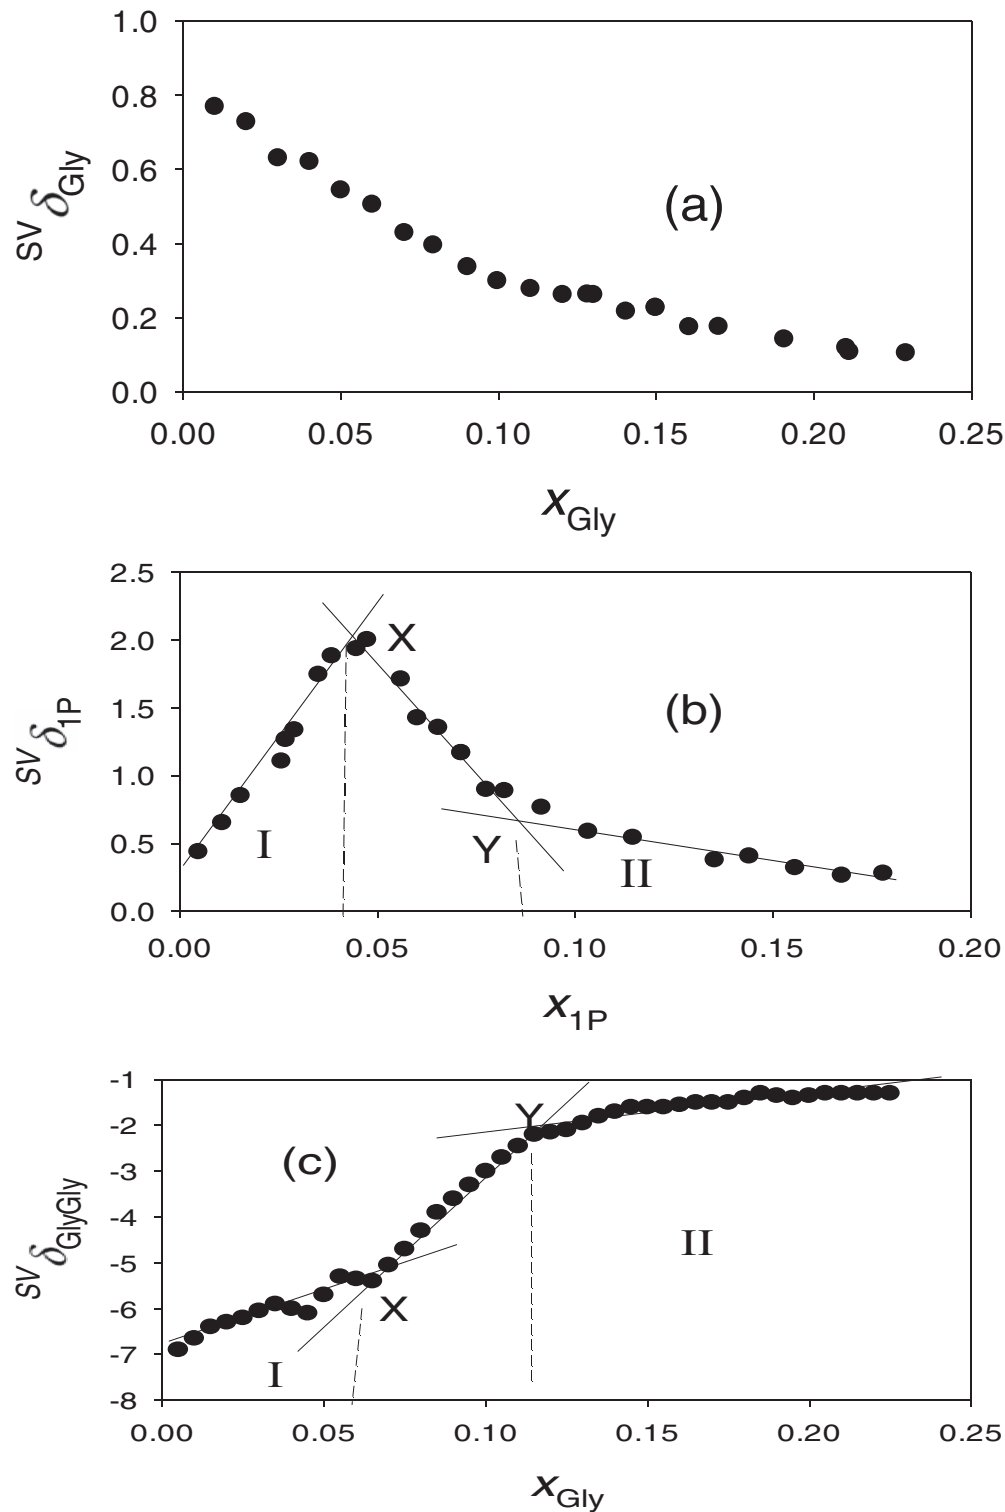 1.0
0.8
0.6
0.4
0.2
0.0
SV δGly
(a)
0.00 0.05 0.10 0.15 0.20 0.25
xGly
2.5
2.0
1.5
1.0
0.5
0.0
SV δ1P
X
(b)
I
Y
II
0.00 0.05 0.10 0.15 0.20
x1P
-1
-2
-3
-4
-5
-6
-7
-8
SV δGlyGly
Y
(c)
II
X
I
0.00 0.05 0.10 0.15 0.20 0.25
xGly